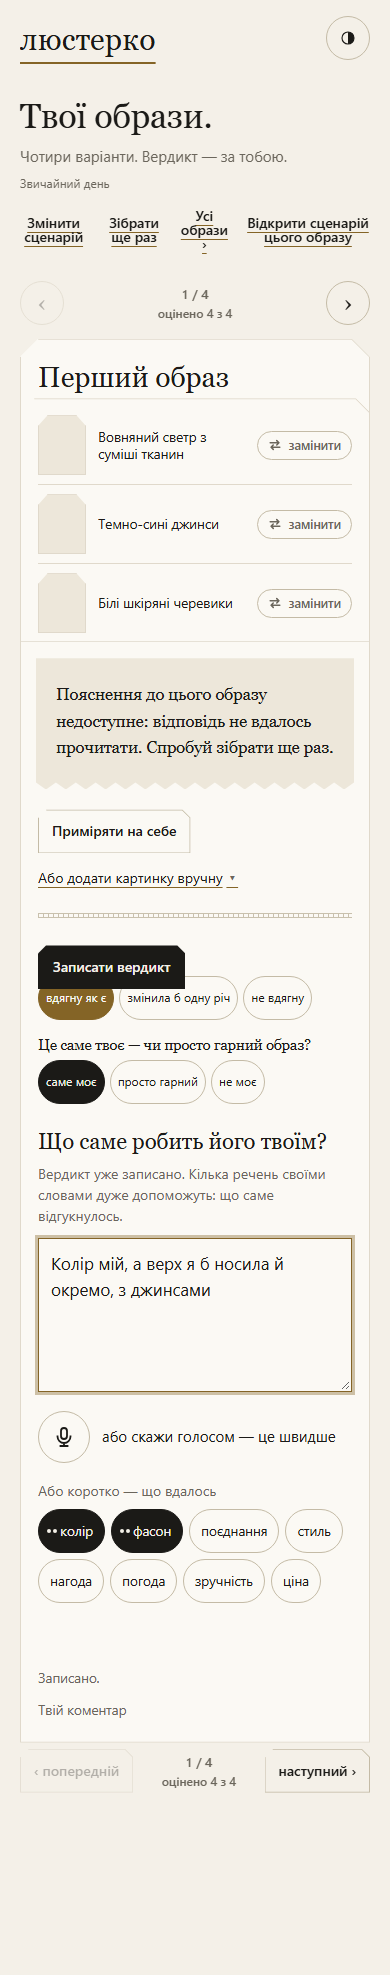 люстерко
Твої образи.
Чотири варіанти. Вердикт — за тобою.
Звичайний день
Змінити
сценарій
Зібрати
ще раз
Усі
образи
›
Відкрити сценарій
цього образу
‹
1 / 4
оцінено 4 з 4
›
Перший образ
Вовняний светр з
суміші тканин
⇄ замінити
Темно-сині джинси
⇄ замінити
Білі шкіряні черевики
⇄ замінити
Пояснення до цього образу
недоступне: відповідь не вдалось
прочитати. Спробуй зібрати ще раз.
Приміряти на себе
Або додати картинку вручну ▾
Записати вердикт
вдягну як є
змінила б одну річ
не вдягну
Це саме твоє — чи просто гарний образ?
саме моє
просто гарний
не моє
Що саме робить його твоїм?
Вердикт уже записано. Кілька речень своїми
словами дуже допоможуть: що саме
відгукнулось.
Колір мій, а верх я б носила й
окремо, з джинсами
або скажи голосом — це швидше
Або коротко — що вдалось
•• колір
•• фасон
поєднання
стиль
нагода
погода
зручність
ціна
Записано.
Твій коментар
‹ попередній
1 / 4
оцінено 4 з 4
наступний ›